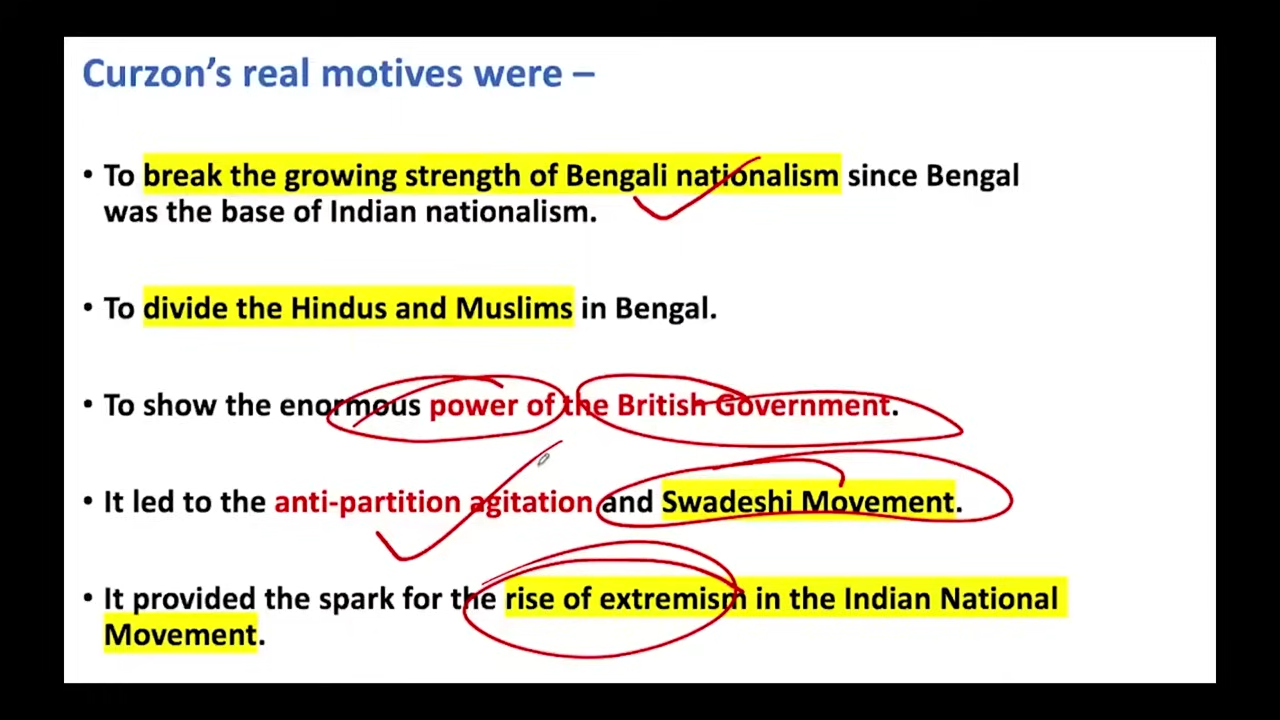 Curzon's real motives were –
• To break the growing strength of Bengali nationalism since Bengal
was the base of Indian nationalism.
• To divide the Hindus and Muslims in Bengal.
• To show the enormous power of the British Government.
• It led to the anti-partition agitation and Swadeshi Movement.
• It provided the spark for the rise of extremism in the Indian National
Movement.